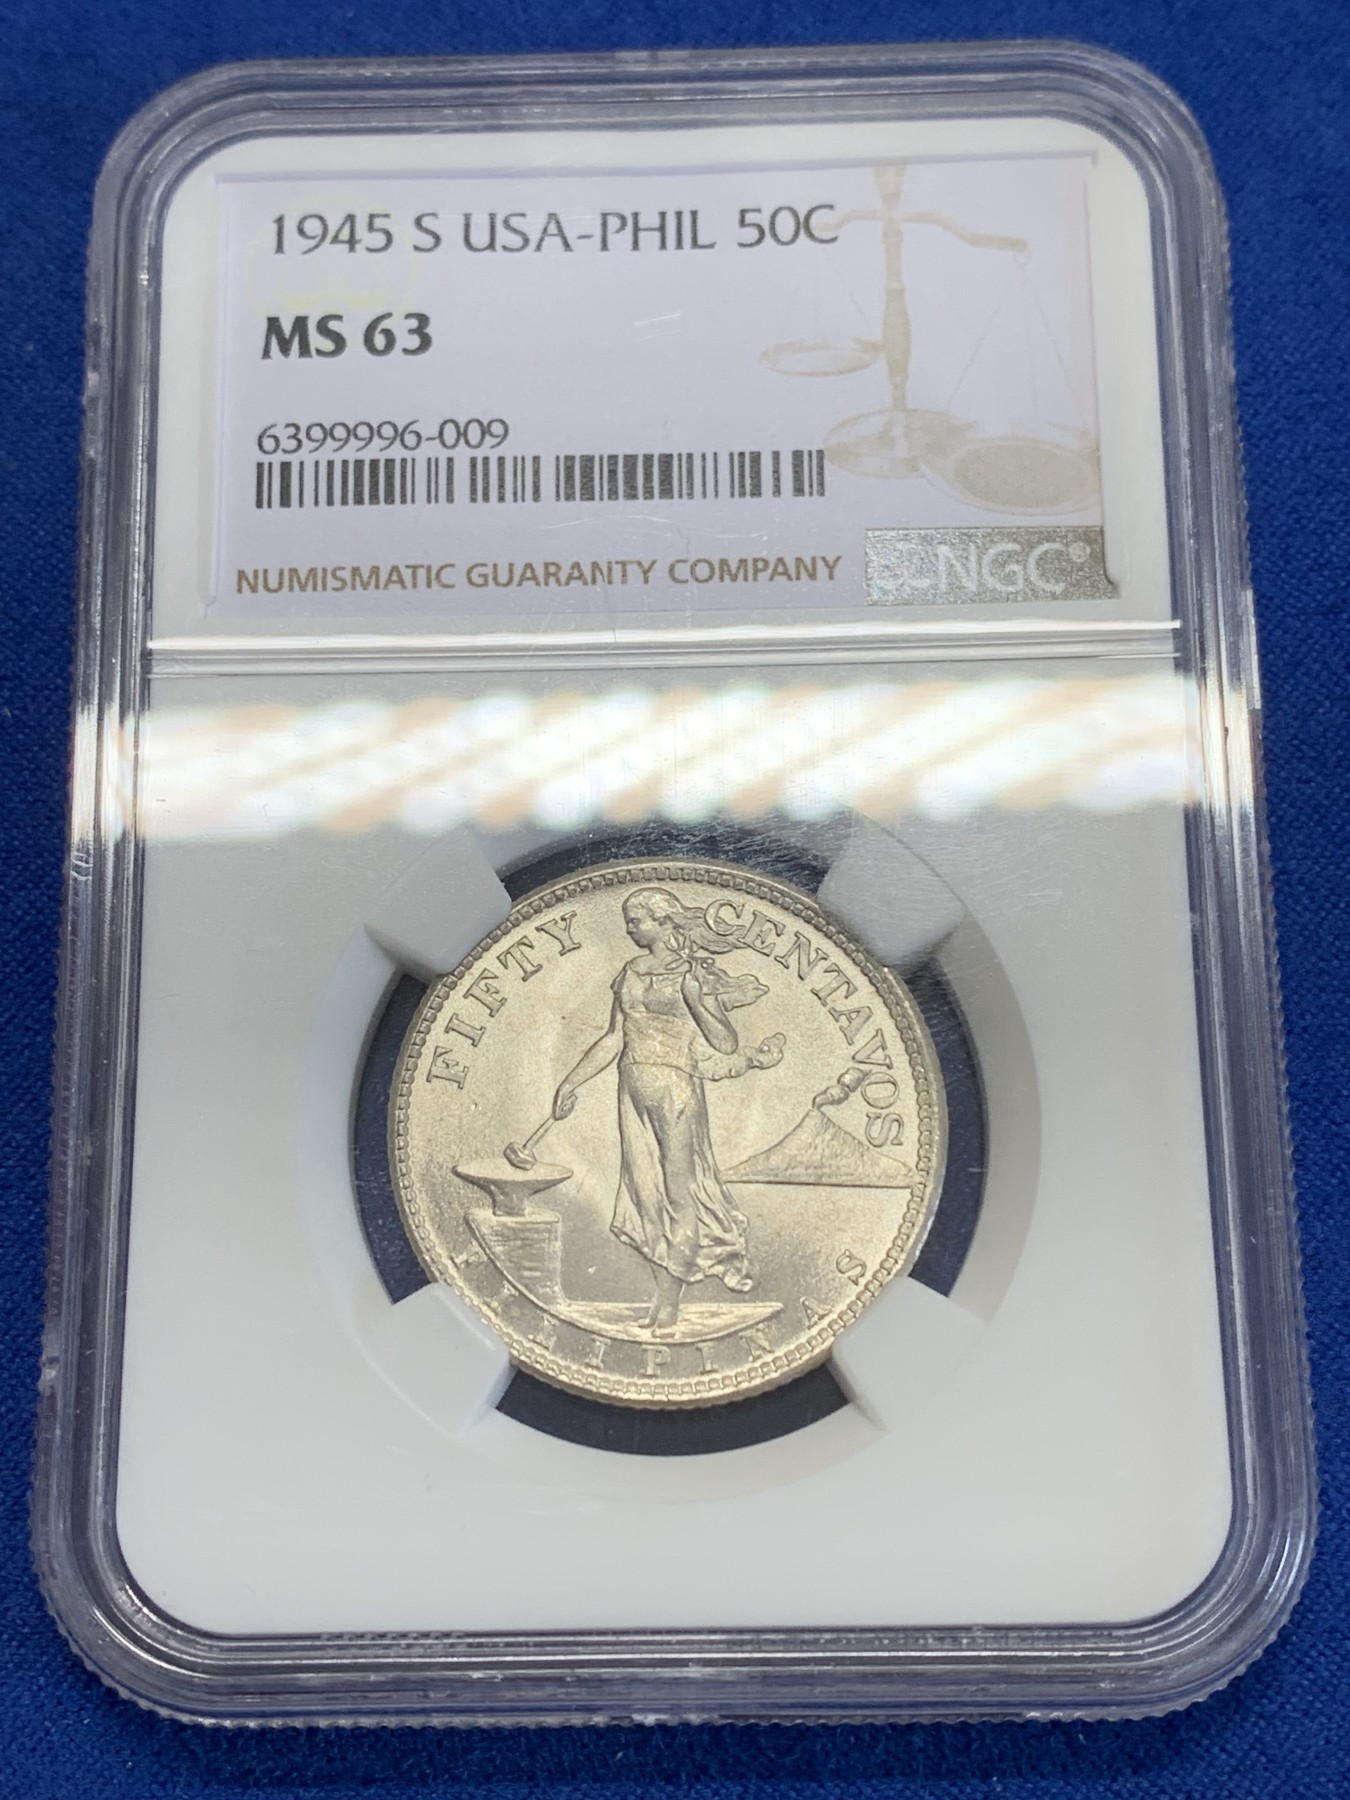 1945 S USA-PHIL 50C
MS 63
6399996-009
NUMISMATIC GUARANTY COMPANY
NGC®
FIFTY CENTAVOS
FILIPINAS